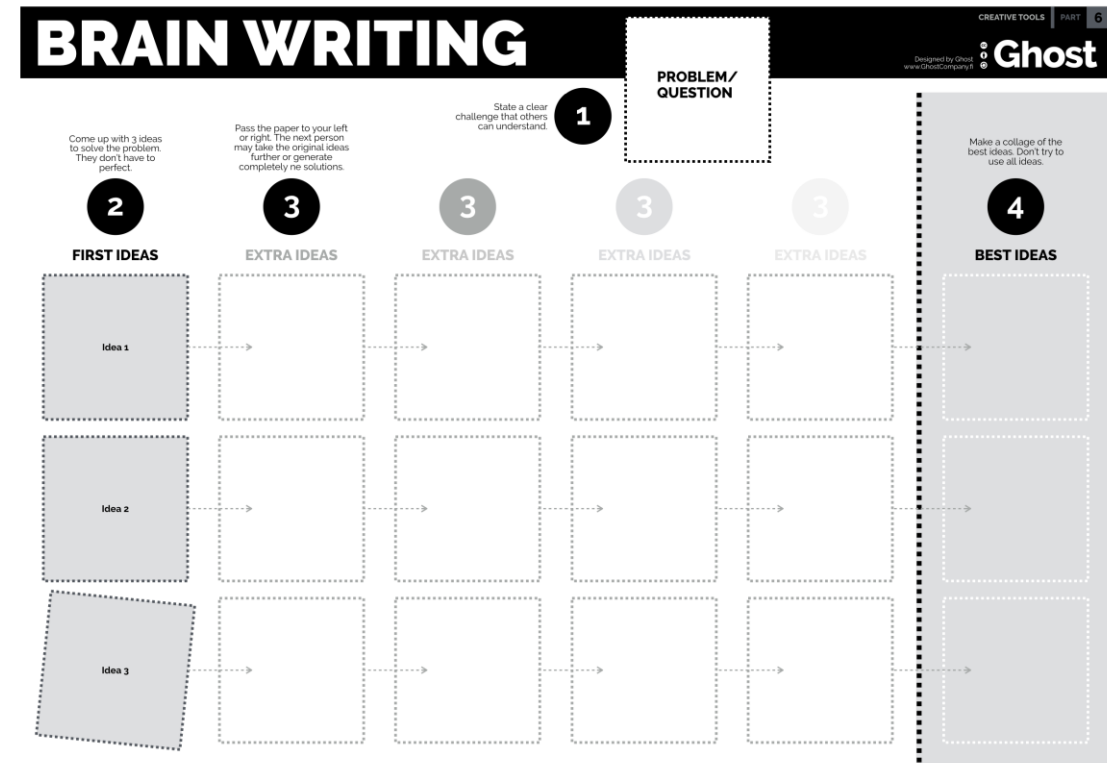 BRAIN WRITING
CREATIVE TOOLS PART 6
Designed by Ghost
www.GhostCompany.fi
Ghost
PROBLEM/
QUESTION
State a clear
challenge that others
can understand.
1
Come up with 3 ideas
to solve the problem.
They don't have to
perfect.
2
FIRST IDEAS
Pass the paper to your left
or right. The next person
may take the original ideas
further or generate
completely ne solutions.
3
EXTRA IDEAS
3
EXTRA IDEAS
3
EXTRA IDEAS
3
EXTRA IDEAS
Make a collage of the
best ideas. Don't try to
use all ideas.
4
BEST IDEAS
Idea 1
Idea 2
Idea 3